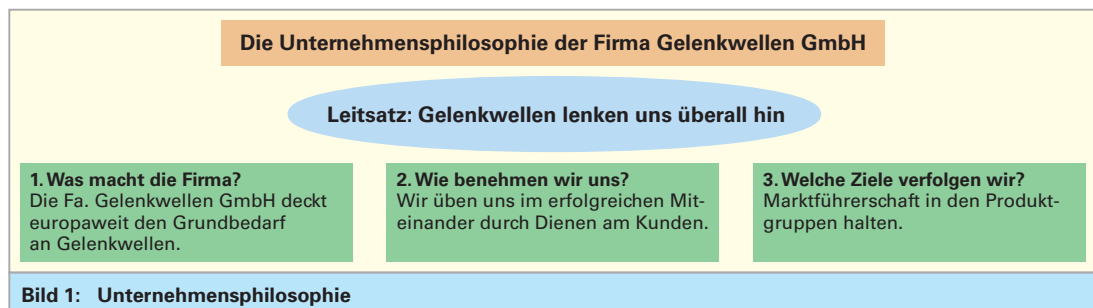 Die Unternehmensphilosophie der Firma Gelenkwellen GmbH
Leitsatz: Gelenkwellen lenken uns überall hin
1. Was macht die Firma?
Die Fa. Gelenkwellen GmbH deckt
europaweit den Grundbedarf
an Gelenkwellen.
2. Wie benehmen wir uns?
Wir üben uns im erfolgreichen Mit-
einander durch Dienen am Kunden.
3. Welche Ziele verfolgen wir?
Marktführerschaft in den Produkt-
gruppen halten.
Bild 1: Unternehmensphilosophie